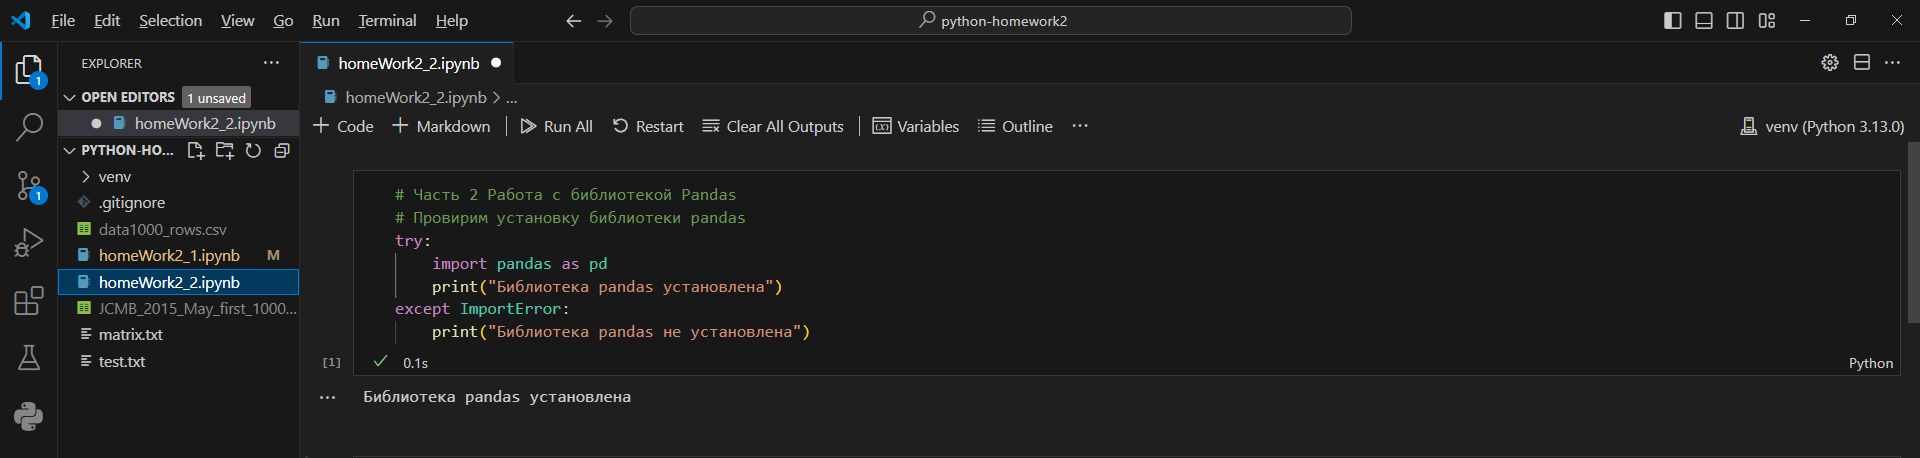 File Edit Selection View Go Run Terminal Help
python-homework2
EXPLORER
OPEN EDITORS 1 unsaved
homeWork2_2.ipynb
PYTHON-HO...
venv
.gitignore
data1000_rows.csv
homeWork2_1.ipynb M
homeWork2_2.ipynb
JCMB_2015_May_first_1000...
matrix.txt
test.txt
1
1
homeWork2_2.ipynb
homeWork2_2.ipynb > ...
Code Markdown Run All Restart Clear All Outputs Variables Outline ...
venv (Python 3.13.0)
# Часть 2 Работа с библиотекой Pandas
# Провирим установку библиотеки pandas
try:
import pandas as pd
print("Библиотека pandas установлена")
except ImportError:
print("Библиотека pandas не установлена")
[1] 0.1s
Python
Библиотека pandas установлена